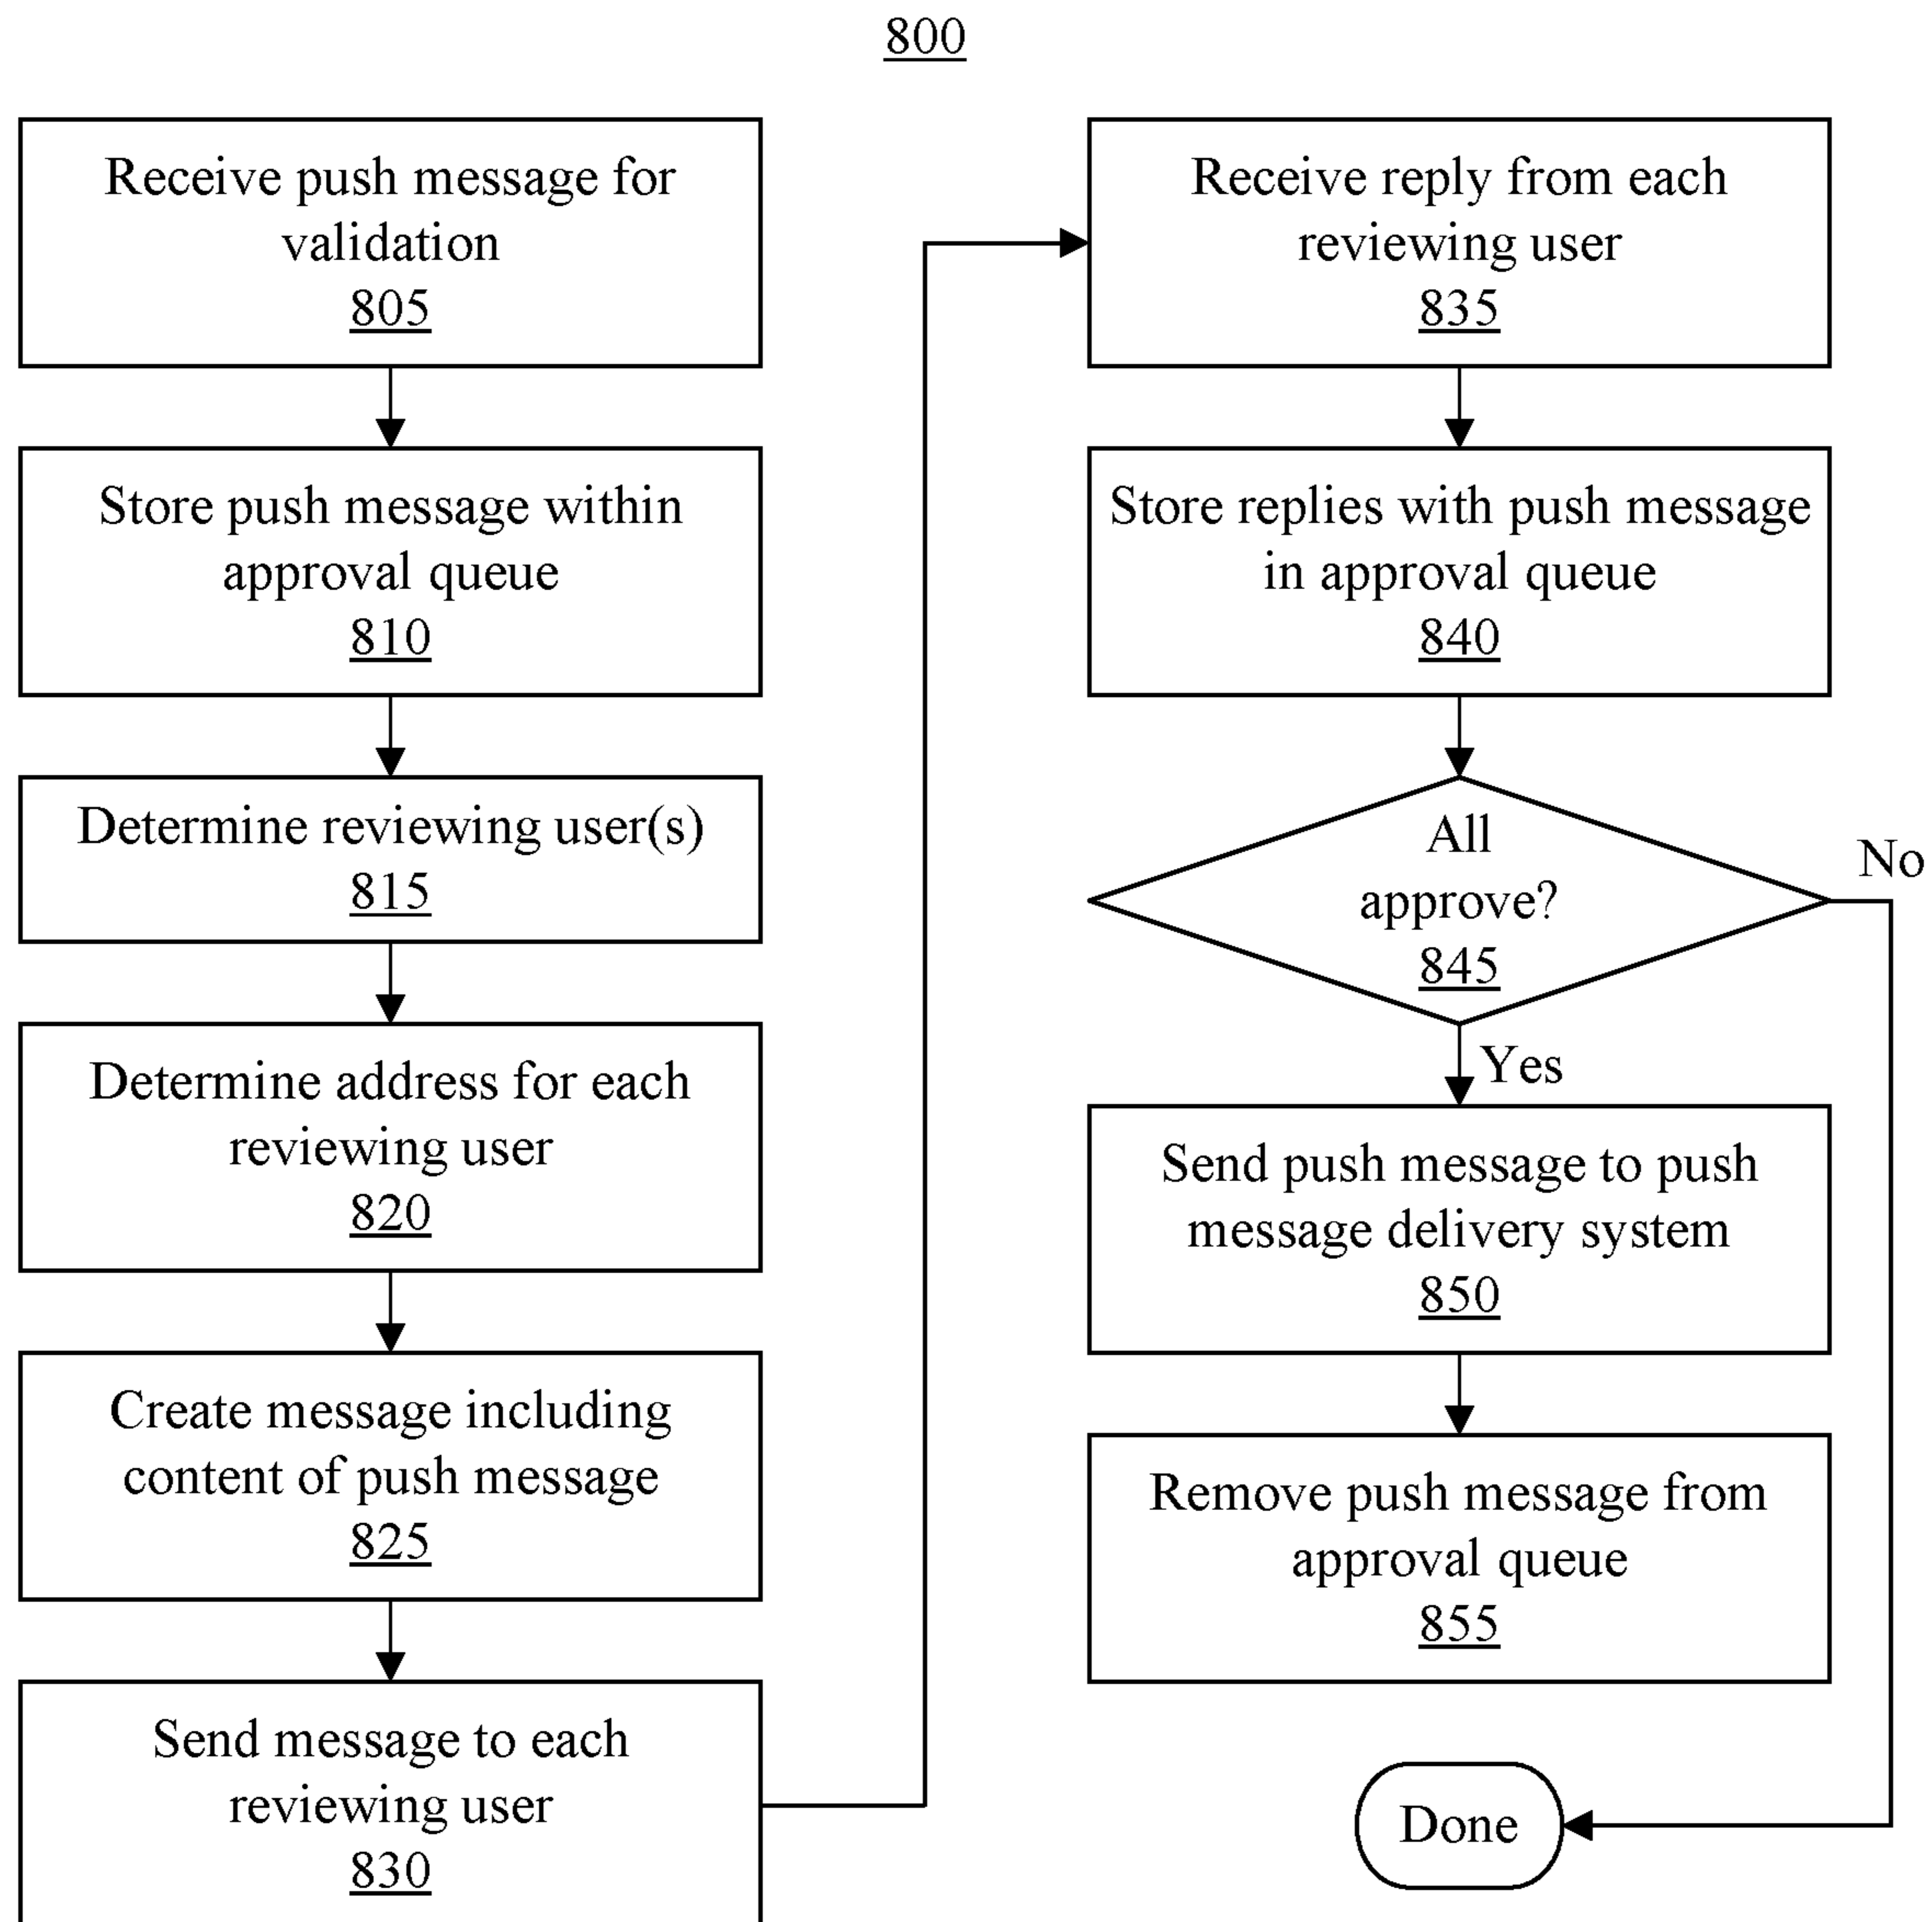 800
Receive push message for
validation
805
Store push message within
approval queue
810
Determine reviewing user(s)
815
Determine address for each
reviewing user
820
Create message including
content of push message
825
Send message to each
reviewing user
830
Receive reply from each
reviewing user
835
Store replies with push message
in approval queue
840
All
approve?
845
No
Yes
Send push message to push
message delivery system
850
Remove push message from
approval queue
855
Done